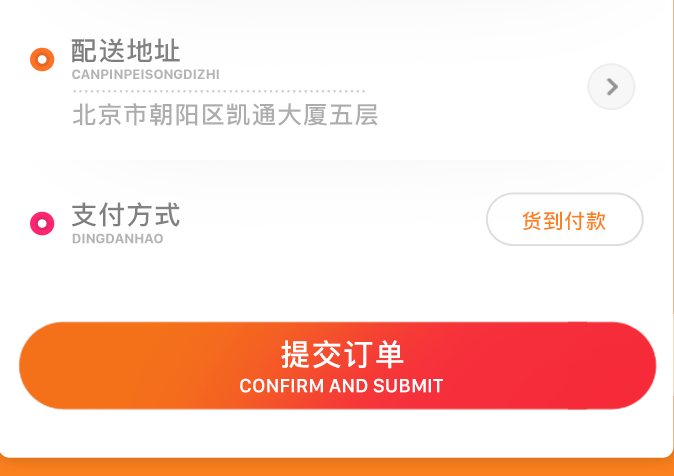 配送地址
CANPINPEISONGDIZHI
北京市朝阳区凯通大厦五层
支付方式
DINGDANHAO
货到付款
提交订单
CONFIRM AND SUBMIT